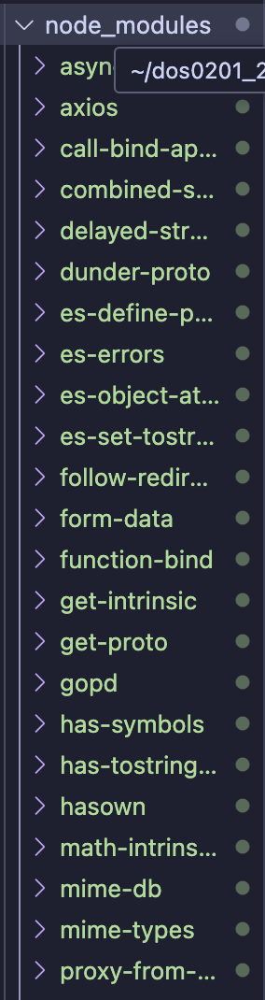 node_modules
asyn
~/dos0201_2
axios
call-bind-ap...
combined-s...
delayed-str...
dunder-proto
es-define-p...
es-errors
es-object-at...
es-set-tostr...
follow-redir...
form-data
function-bind
get-intrinsic
get-proto
gopd
has-symbols
has-tostring...
hasown
math-intrins...
mime-db
mime-types
proxy-from-...